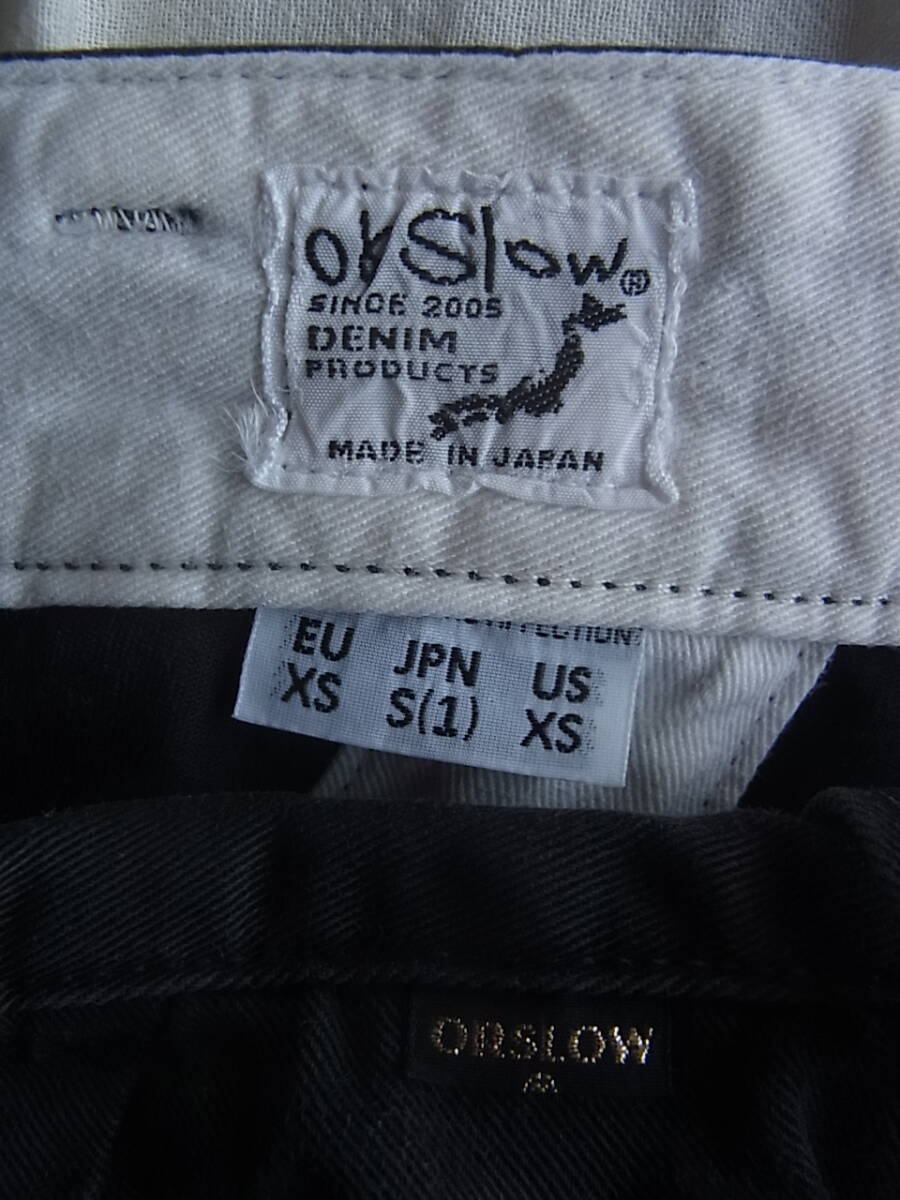 orSlow®
SINCE 2005
DENIM
PRODUCTS
MADE IN JAPAN
EU JPN US
XS S(1) XS
ORSLOW